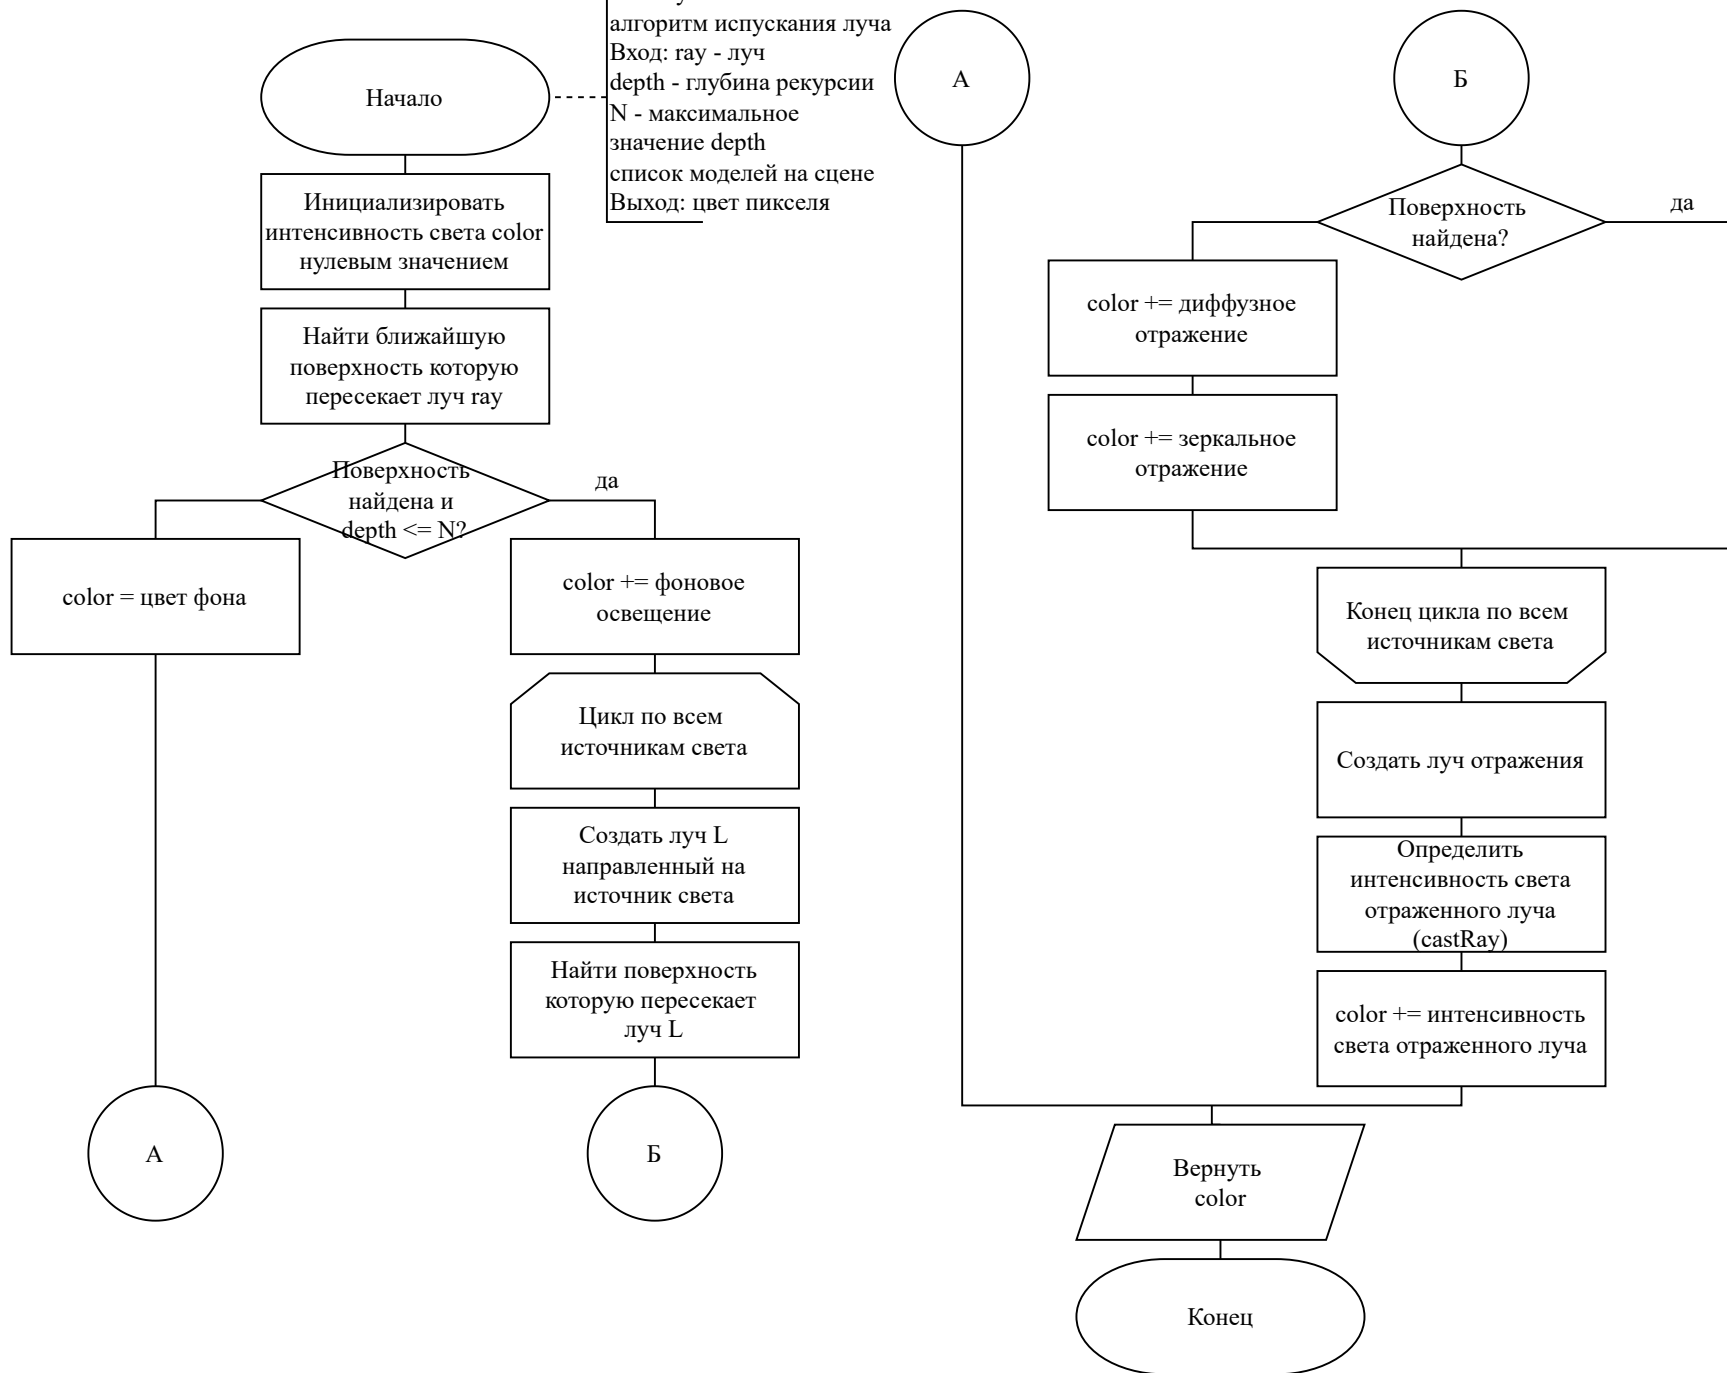 алгоритм испускания луча
Вход: ray - луч
depth - глубина рекурсии
N - максимальное
значение depth
список моделей на сцене
Выход: цвет пикселя
Начало
Инициализировать
интенсивность света color
нулевым значением
Найти ближайшую
поверхность которую
пересекает луч ray
Поверхность
найдена и
depth <= N?
да
color = цвет фона
color += фоновое
освещение
Цикл по всем
источникам света
Создать луч L
направленный на
источник света
Найти поверхность
которую пересекает
луч L
А
Б
А
Б
Поверхность
найдена?
да
color += диффузное
отражение
color += зеркальное
отражение
Конец цикла по всем
источникам света
Создать луч отражения
Определить
интенсивность света
отраженного луча
(castRay)
color += интенсивность
света отраженного луча
Вернуть
color
Конец